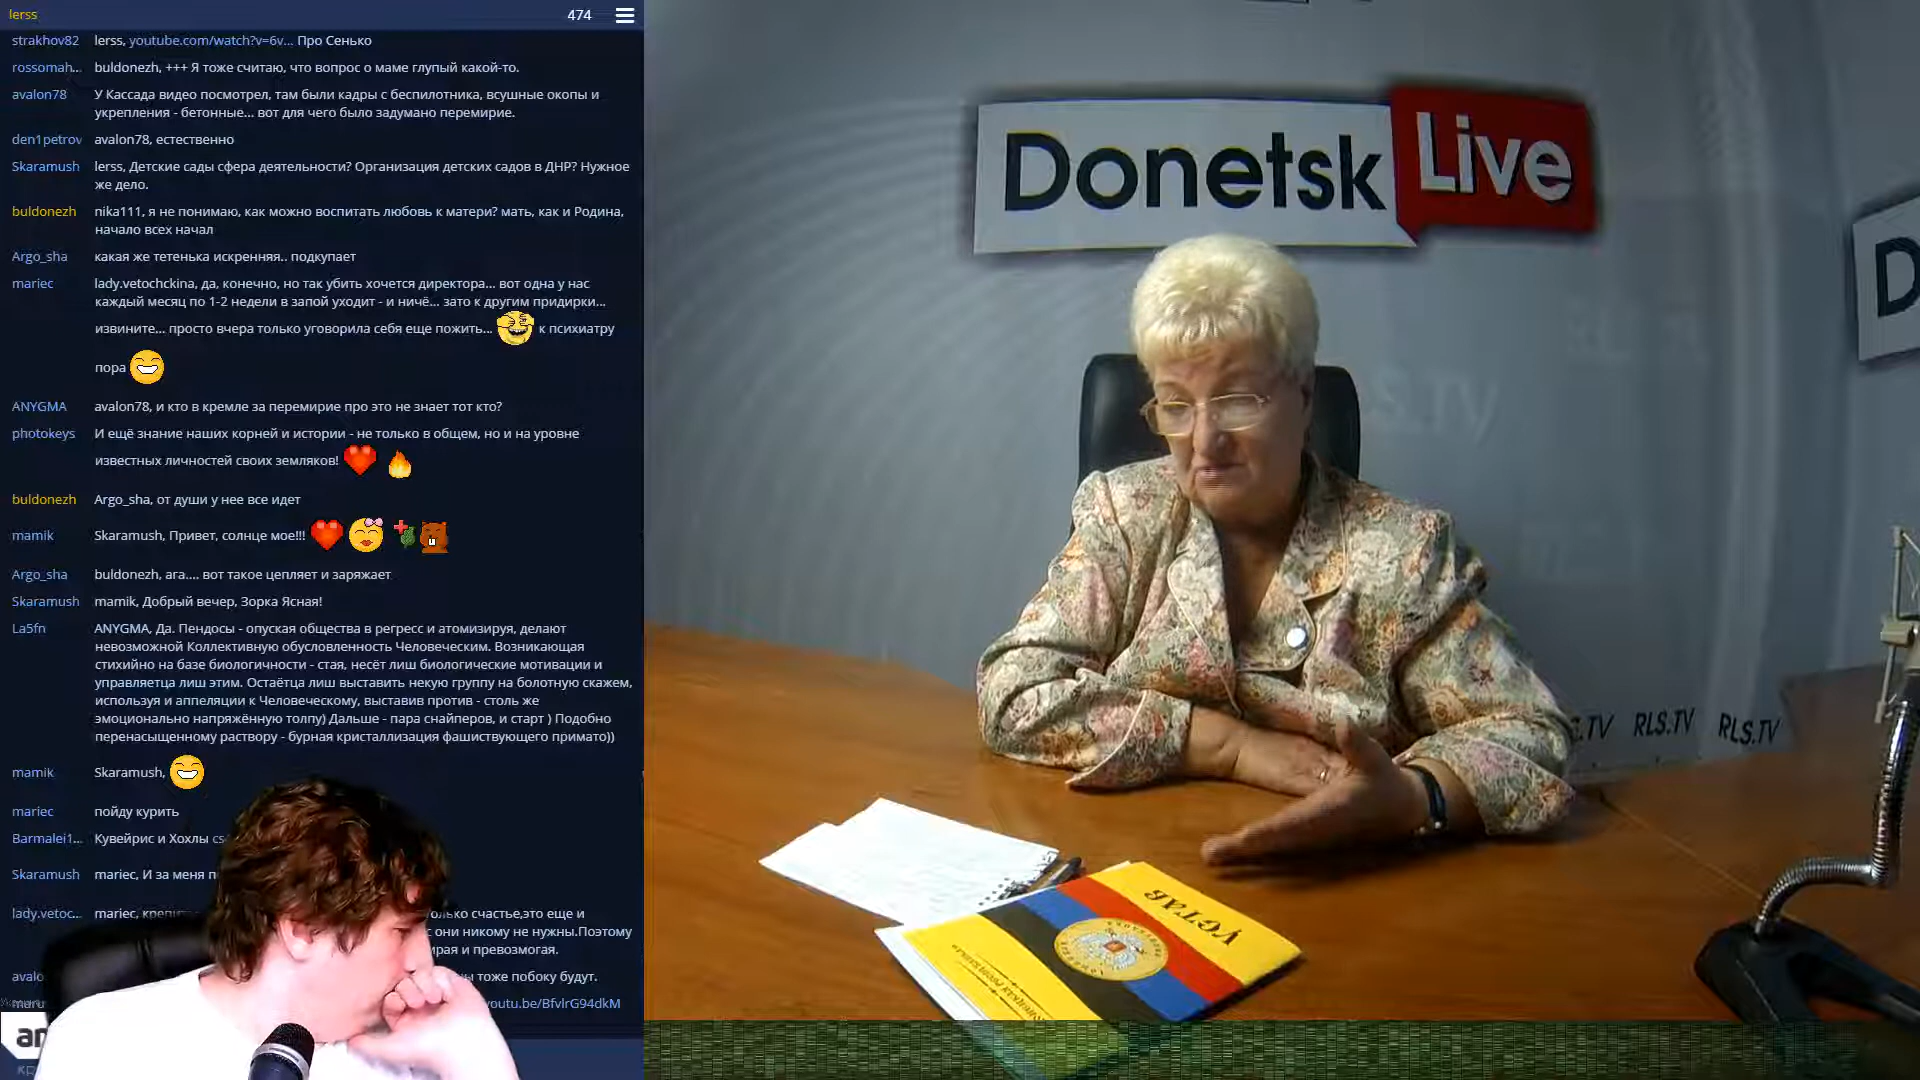 lerss
474
strakhov82 lerss, youtube.com/watch?v=6v... Про Сенько
rossomah... buldonezh, +++ Я тоже считаю, что вопрос о маме глупый какой-то.
avalon78 У Кассада видео посмотрел, там были кадры с беспилотника, всушные окопы и
укрепления - бетонные... вот для чего было задумано перемирие.
den1petrov avalon78, естественно
Skaramush lerss, Детские сады сфера деятельности? Организация детских садов в ДНР? Нужное
же дело.
buldonezh nika111, я не понимаю, как можно воспитать любовь к матери? мать, как и Родина,
начало всех начал
Argo_sha какая же тетенька искренняя.. подкупает
mariec lady.vetochckina, да, конечно, но так убить хочется директора... вот одна у нас
каждый месяц по 1-2 недели в запой уходит - и ничё... зато к другим придирки...
извините... просто вчера только уговорила себя еще пожить... к психиатру
пора
ANYGMA avalon78, и кто в кремле за перемирие про это не знает тот кто?
photokeys И ещё знание наших корней и истории - не только в общем, но и на уровне
известных личностей своих земляков!
buldonezh Argo_sha, от души у нее все идет
mamik Skaramush, Привет, солнце мое!!!
Argo_sha buldonezh, ага.... вот такое цепляет и заряжает
Skaramush mamik, Добрый вечер, Зорка Ясная!
La5fn ANYGMA, Да. Пендосы - опуская общества в регресс и атомизируя, делают
невозможной Коллективную обусловленность Человеческим. Возникающая
стихийно на базе биологичности - стая, несёт лиш биологические мотивации и
управляетца лиш этим. Остаётца лиш выставить некую группу на болотную скажем,
используя и аппеляции к Человеческому, выставив против - столь же
эмоционально напряжённую толпу) Дальше - пара снайперов, и старт ) Подобно
перенасыщенному раствору - бурная кристаллизация фашиствующего примато))
mamik Skaramush,
mariec пойду курить
Barmalei1... Кувейрис и Хохлы
Skaramush mariec, И за меня
lady.vetoc... mariec, счастье,это еще и
с они никому не нужны.Поэтому
и превозмогая.
avalo тоже побоку будут.
youtu.be/BfvlrG94dkM
Donetsk Live
D
RLS.TV RLS.TV
УСТАВ